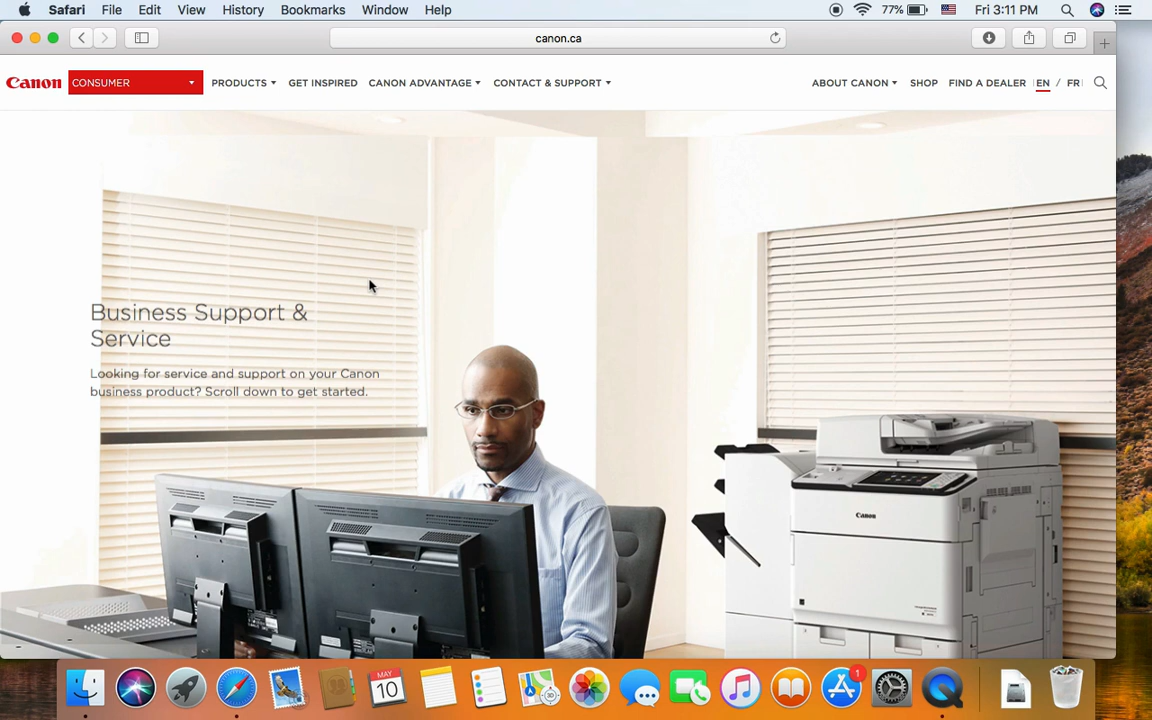 Safari File Edit View History Bookmarks Window Help 77% Fri 3:11 PM
canon.ca
Canon CONSUMER PRODUCTS GET INSPIRED CANON ADVANTAGE CONTACT & SUPPORT ABOUT CANON SHOP FIND A DEALER EN / FR
Business Support &
Service
Looking for service and support on your Canon
business product? Scroll down to get started.
Canon
MAY
10
1